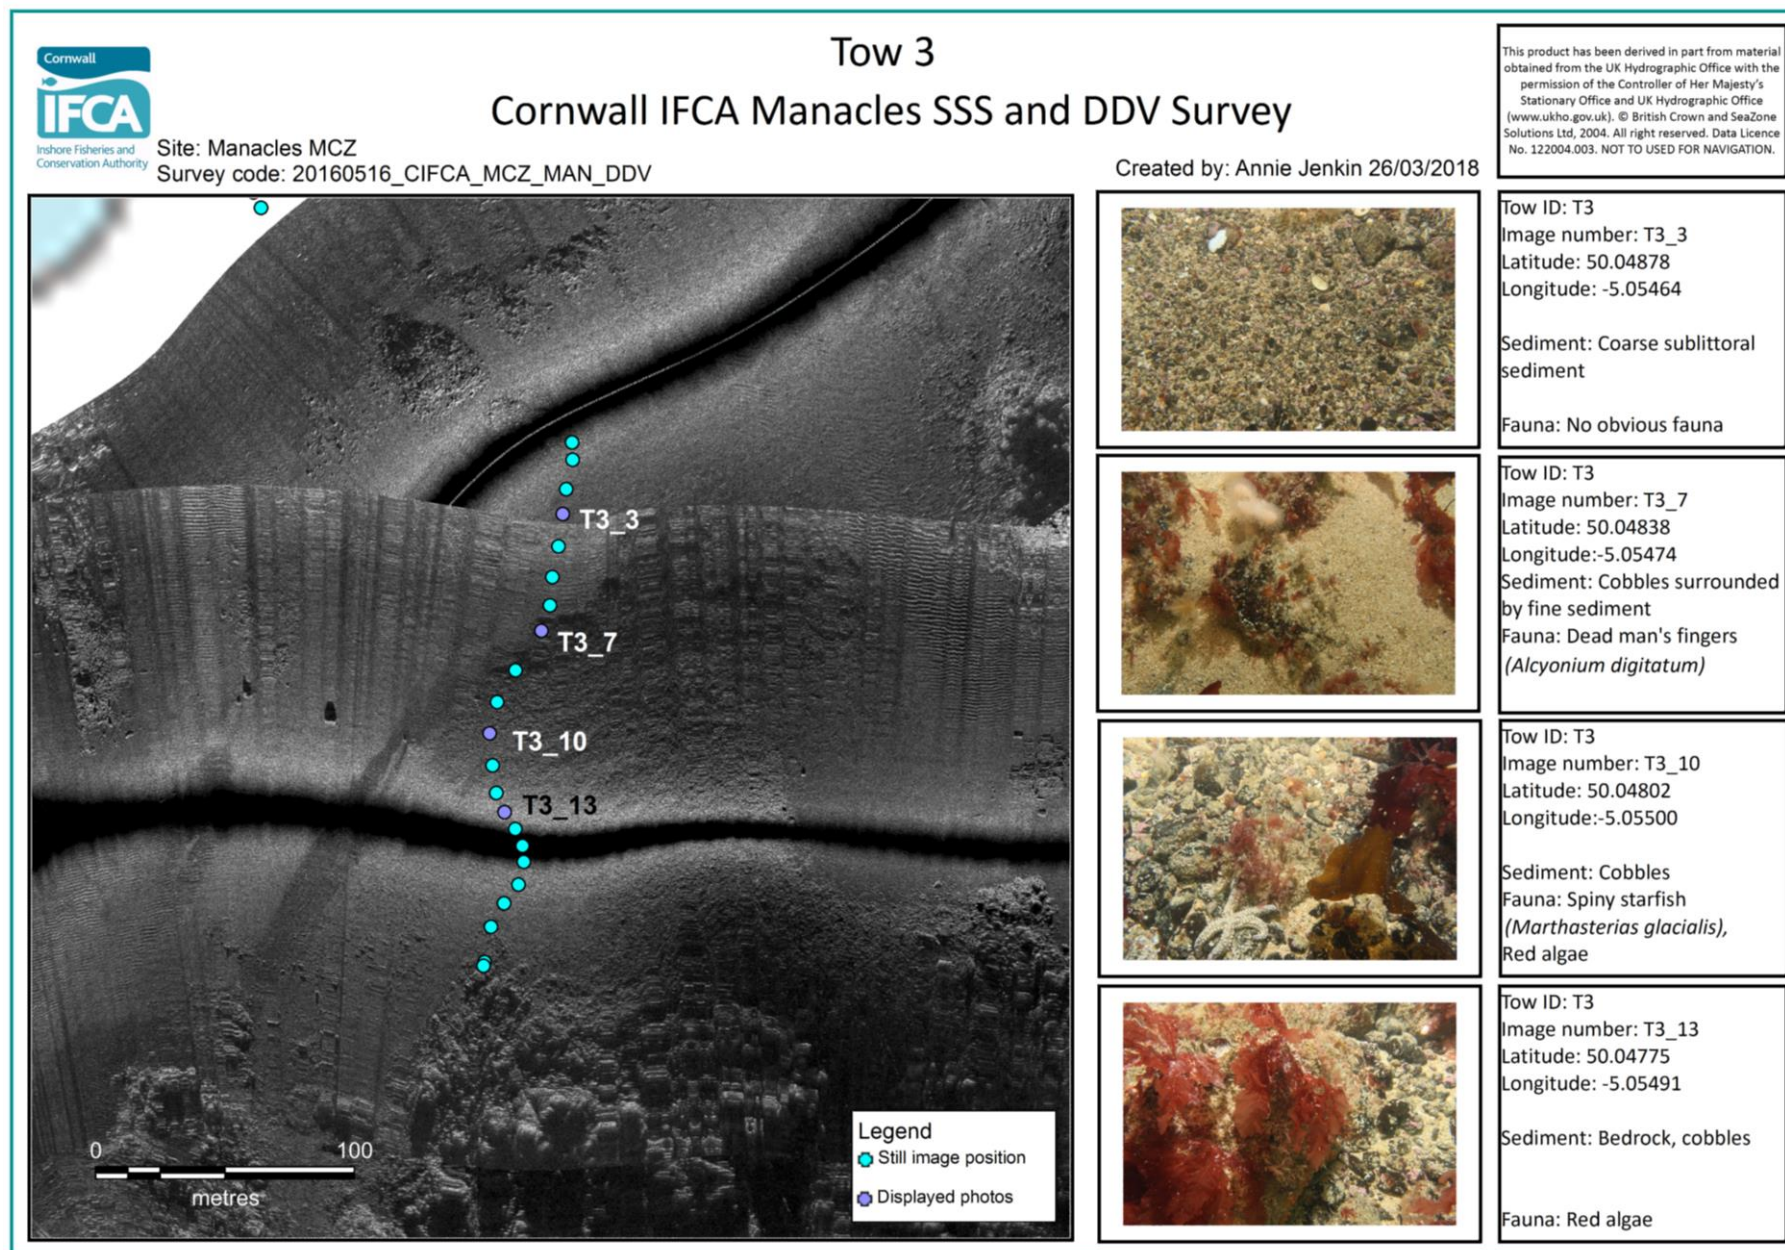 Tow 3
Cornwall IFCA Manacles SSS and DDV Survey
Cornwall
IFCA
Inshore Fisheries and
Conservation Authority
Site: Manacles MCZ
Survey code: 20160516_CIFCA_MCZ_MAN_DDV
Created by: Annie Jenkin 26/03/2018
This product has been derived in part from material
obtained from the UK Hydrographic Office with the
permission of the Controller of Her Majesty's
Stationary Office and UK Hydrographic Office
(www.ukho.gov.uk). © British Crown and SeaZone
Solutions Ltd, 2004. All right reserved. Data Licence
No. 122004.003. NOT TO USED FOR NAVIGATION.
T3_3
T3_7
T3_10
T3_13
0 100
metres
Legend
Still image position
Displayed photos
Tow ID: T3
Image number: T3_3
Latitude: 50.04878
Longitude: -5.05464
Sediment: Coarse sublittoral
sediment
Fauna: No obvious fauna
Tow ID: T3
Image number: T3_7
Latitude: 50.04838
Longitude:-5.05474
Sediment: Cobbles surrounded
by fine sediment
Fauna: Dead man's fingers
(Alcyonium digitatum)
Tow ID: T3
Image number: T3_10
Latitude: 50.04802
Longitude:-5.05500
Sediment: Cobbles
Fauna: Spiny starfish
(Marthasterias glacialis),
Red algae
Tow ID: T3
Image number: T3_13
Latitude: 50.04775
Longitude: -5.05491
Sediment: Bedrock, cobbles
Fauna: Red algae